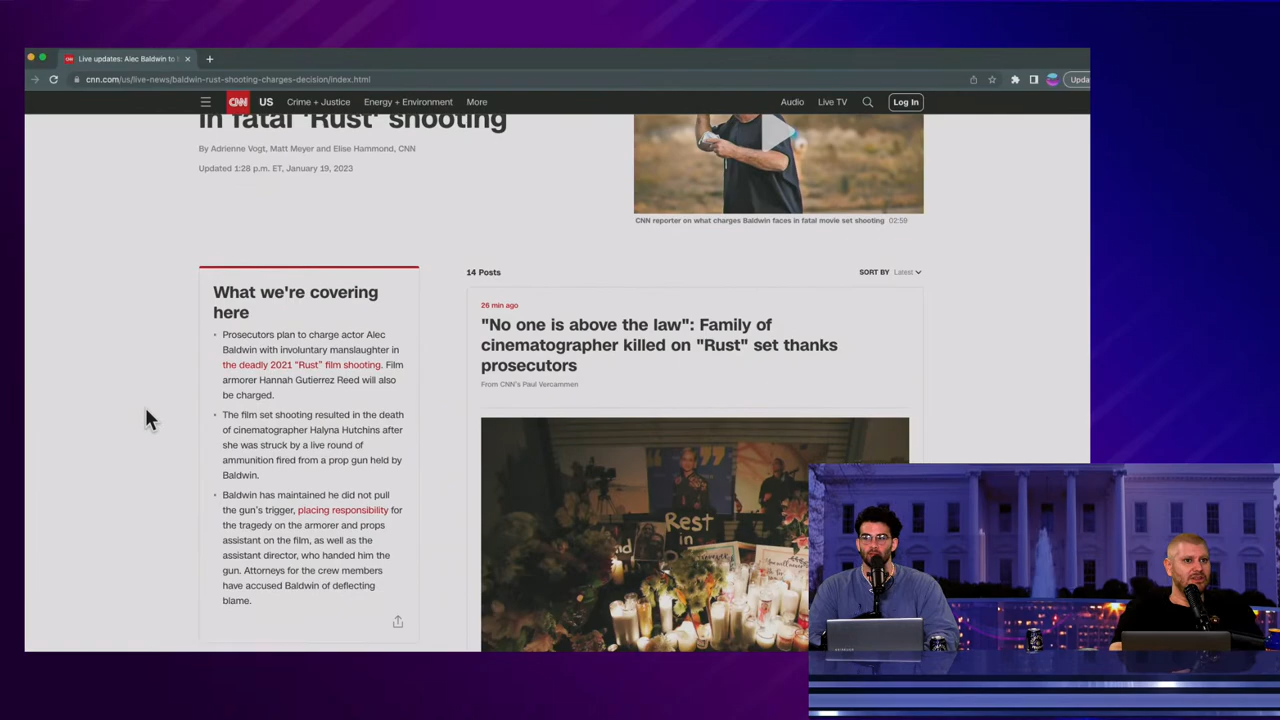 Live updates: Alec Baldwin to
cnn.com/us/live-news/baldwin-rust-shooting-charges-decision/index.html
Upda
CNN US Crime + Justice Energy + Environment More Audio Live TV Log In
in fatal 'Rust' shooting
By Adrienne Vogt, Matt Meyer and Elise Hammond, CNN
Updated 1:28 p.m. ET, January 19, 2023
CNN reporter on what charges Baldwin faces in fatal movie set shooting 02:59
What we're covering
here
Prosecutors plan to charge actor Alec
Baldwin with involuntary manslaughter in
the deadly 2021 "Rust" film shooting. Film
armorer Hannah Gutierrez Reed will also
be charged.
The film set shooting resulted in the death
of cinematographer Halyna Hutchins after
she was struck by a live round of
ammunition fired from a prop gun held by
Baldwin.
Baldwin has maintained he did not pull
the gun's trigger, placing responsibility for
the tragedy on the armorer and props
assistant on the film, as well as the
assistant director, who handed him the
gun. Attorneys for the crew members
have accused Baldwin of deflecting
blame.
14 Posts
SORT BY Latest
26 min ago
"No one is above the law": Family of
cinematographer killed on "Rust" set thanks
prosecutors
From CNN's Paul Vercammen
Rest
in